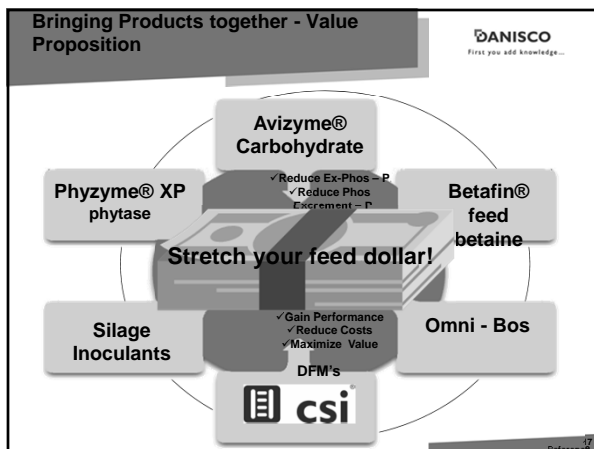 Bringing Products together - Value
Proposition
DANISCO
First you add knowledge...
Avizyme®
Carbohydrate
✓Reduce Ex-Phos – P
✓Reduce Phos
Excrement – P
Phyzyme® XP
phytase
Betafin®
feed
betaine
Stretch your feed dollar!
✓Gain Performance
✓Reduce Costs
✓Maximize Value
Silage
Inoculants
Omni - Bos
DFM's
csi